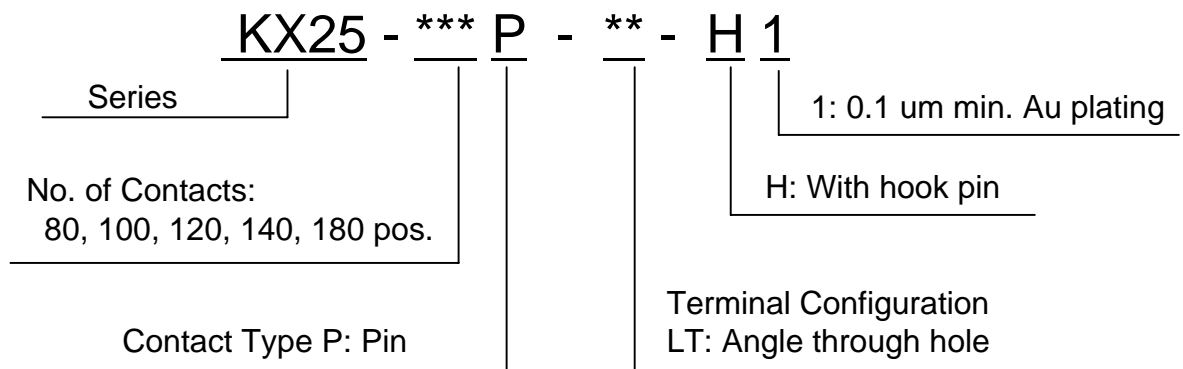 KX25 - *** P - ** - H 1
Series
1: 0.1 um min. Au plating
No. of Contacts:
80, 100, 120, 140, 180 pos.
H: With hook pin
Contact Type P: Pin
Terminal Configuration
LT: Angle through hole